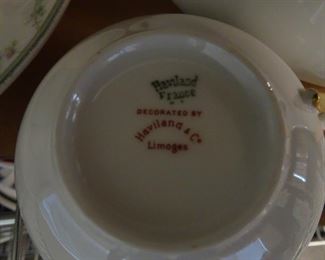 Haviland
France
DECORATED BY
Haviland & Co
Limoges